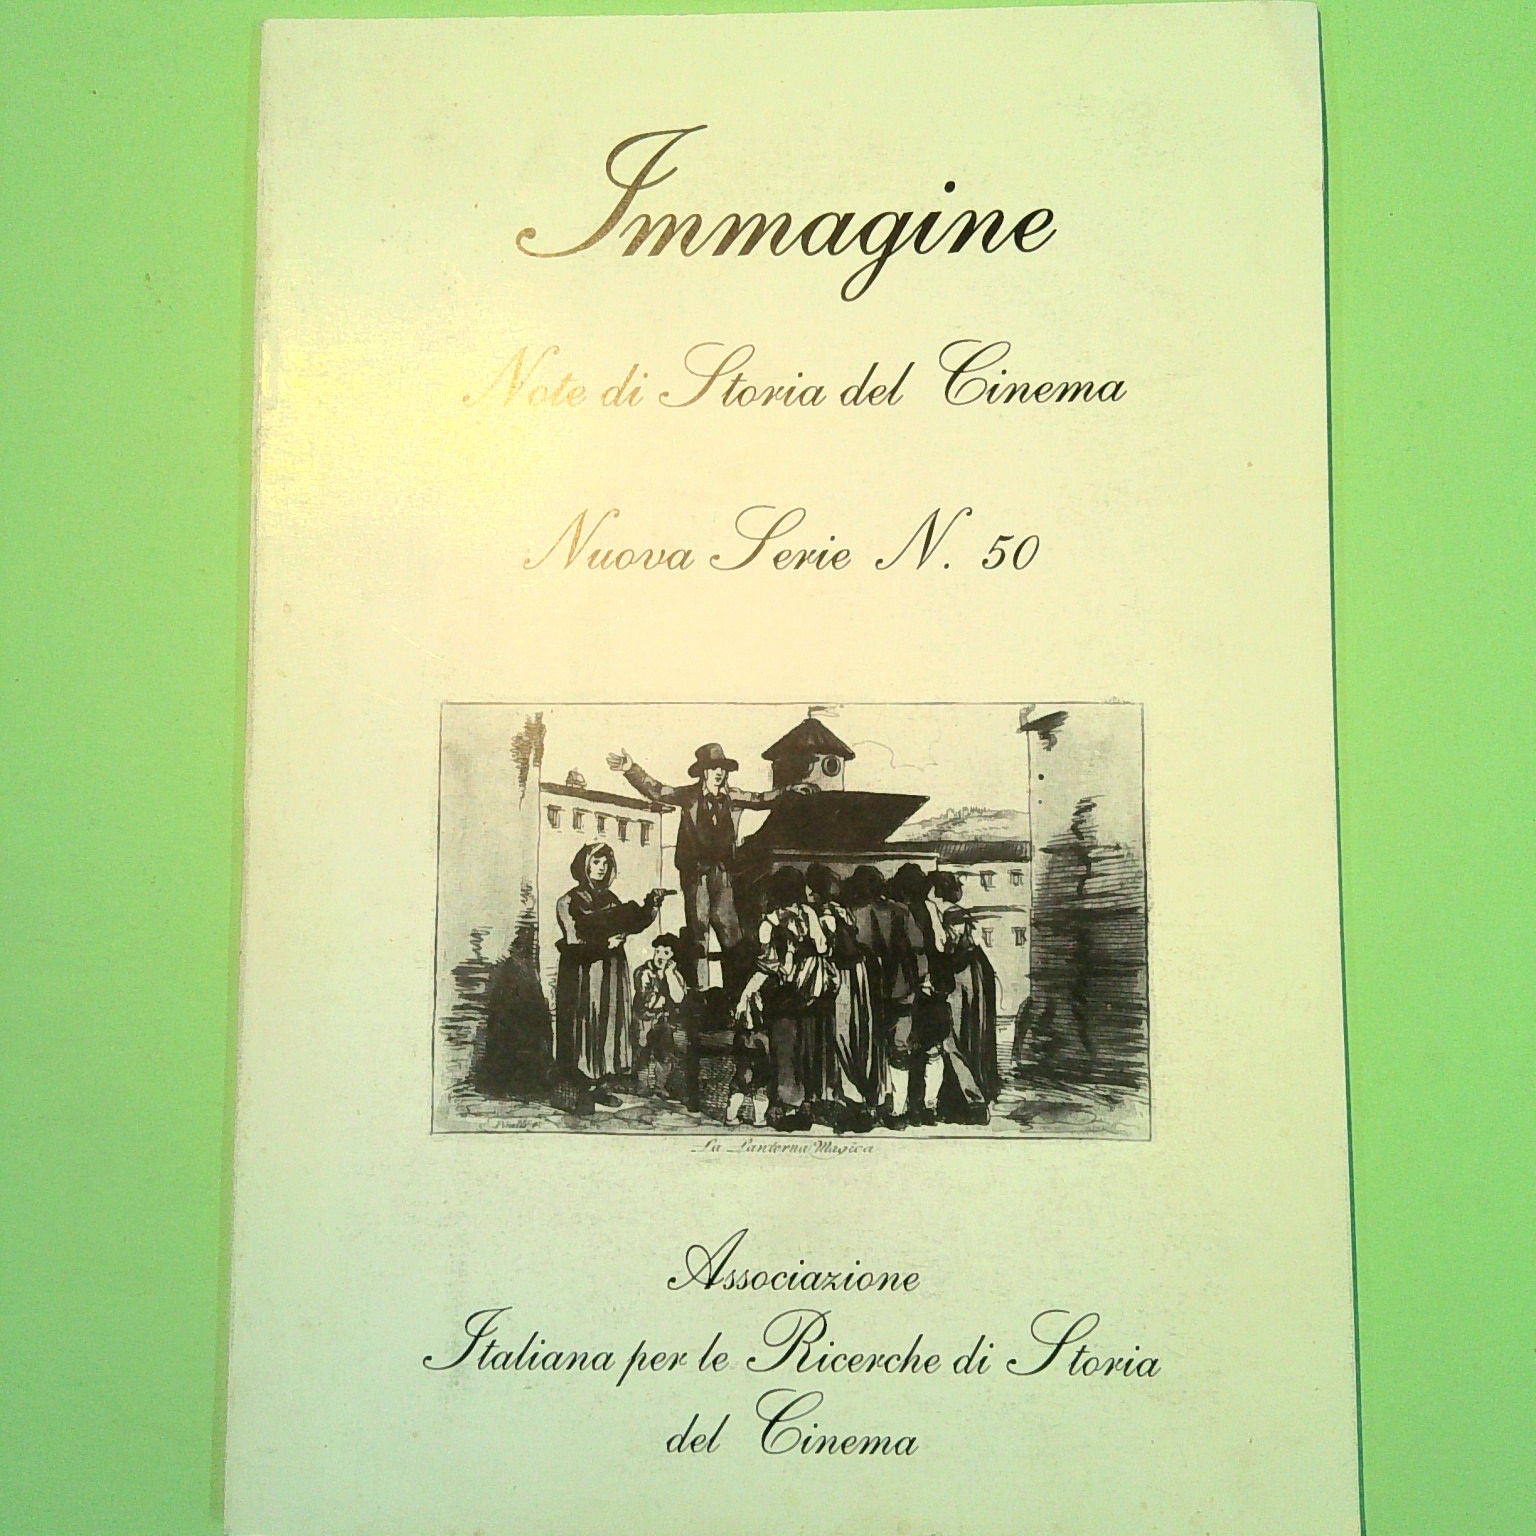 Immagine
Note di Storia del Cinema
Nuova Serie N. 50
La Lanterna Magica
Associazione
Italiana per le Ricerche di Storia
del Cinema